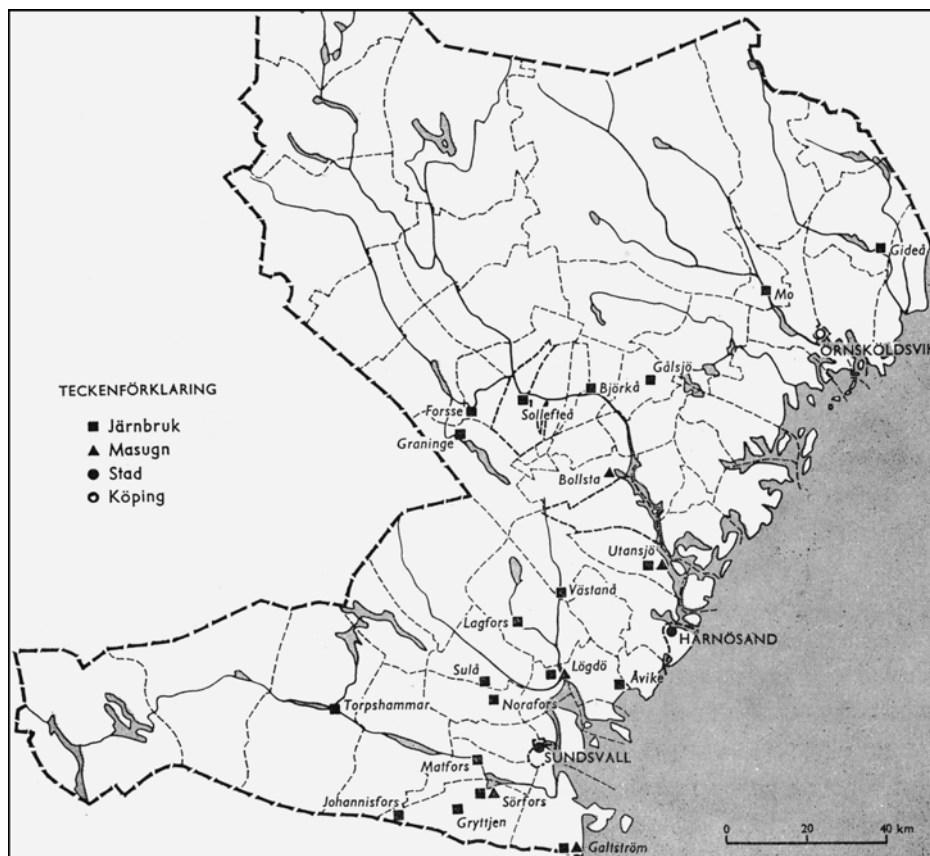 Gideå
Mo
ÖRNSKÖLDSVIK
TECKENFÖRKLARING
Järnbruk
Masugn
Stad
Köping
Gålsjö
Björkå
Sollefteå
Forsse
Graninge
Bollsta
Utansjö
Västanå
Lagfors
HÄRNÖSAND
Sulå
Lögdö
Åvike
Norafors
Torpshammar
SUNDSVALL
Matfors
Johannisfors
Sörfors
Gryttjen
Galtström
0 20 40 km